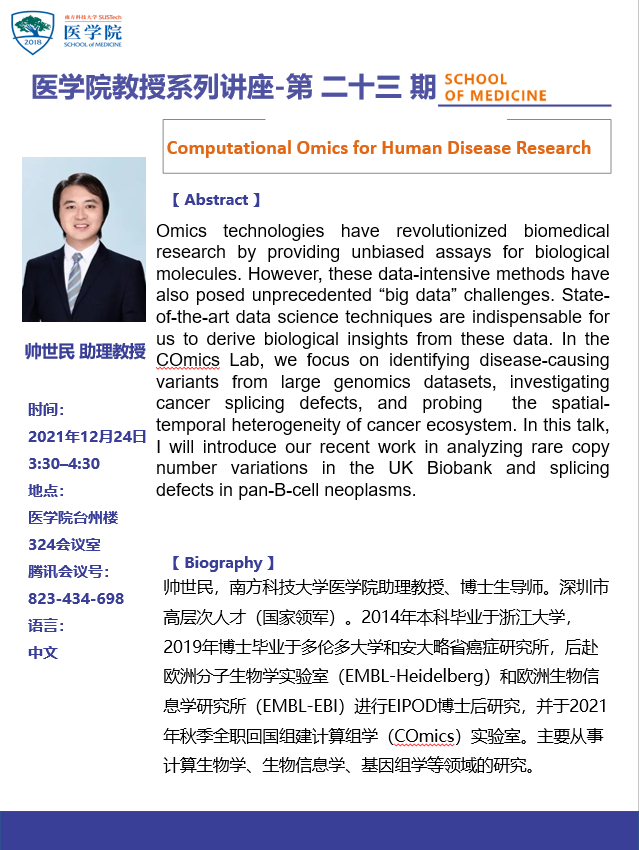 南方科技大学 SUSTech
医学院
SCHOOL of MEDICINE
2018
医学院教授系列讲座-第 二十三 期
SCHOOL
OF MEDICINE
Computational Omics for Human Disease Research
【 Abstract 】
Omics technologies have revolutionized biomedical
research by providing unbiased assays for biological
molecules. However, these data-intensive methods have
also posed unprecedented “big data” challenges. State-
of-the-art data science techniques are indispensable for
us to derive biological insights from these data. In the
COmics Lab, we focus on identifying disease-causing
variants from large genomics datasets, investigating
cancer splicing defects, and probing the spatial-
temporal heterogeneity of cancer ecosystem. In this talk,
I will introduce our recent work in analyzing rare copy
number variations in the UK Biobank and splicing
defects in pan-B-cell neoplasms.
帅世民 助理教授
时间：
2021年12月24日
3:30–4:30
地点：
医学院台州楼
324会议室
腾讯会议号：
823-434-698
语言：
中文
【 Biography 】
帅世民，南方科技大学医学院助理教授、博士生导师。深圳市
高层次人才（国家领军）。2014年本科毕业于浙江大学，
2019年博士毕业于多伦多大学和安大略省癌症研究所，后赴
欧洲分子生物学实验室（EMBL-Heidelberg）和欧洲生物信
息学研究所（EMBL-EBI）进行EIPOD博士后研究，并于2021
年秋季全职回国组建计算组学（COmics）实验室。主要从事
计算生物学、生物信息学、基因组学等领域的研究。